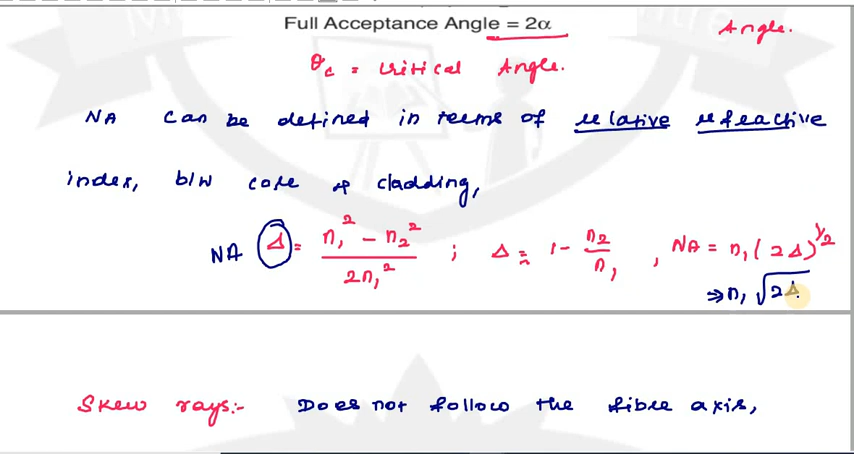 Full Acceptance Angle = 2α
Angle.
θc = critical Angle.
NA can be defined in terms of relative refractive
index, b/w core & cladding,
NA Δ = n₁² - n₂² / 2n₁² ; Δ ≈ 1 - n₂/n₁ , NA = n₁(2Δ)^1/2
⇒ n₁ √2Δ
Skew rays:- Does not follow the fibre axis,